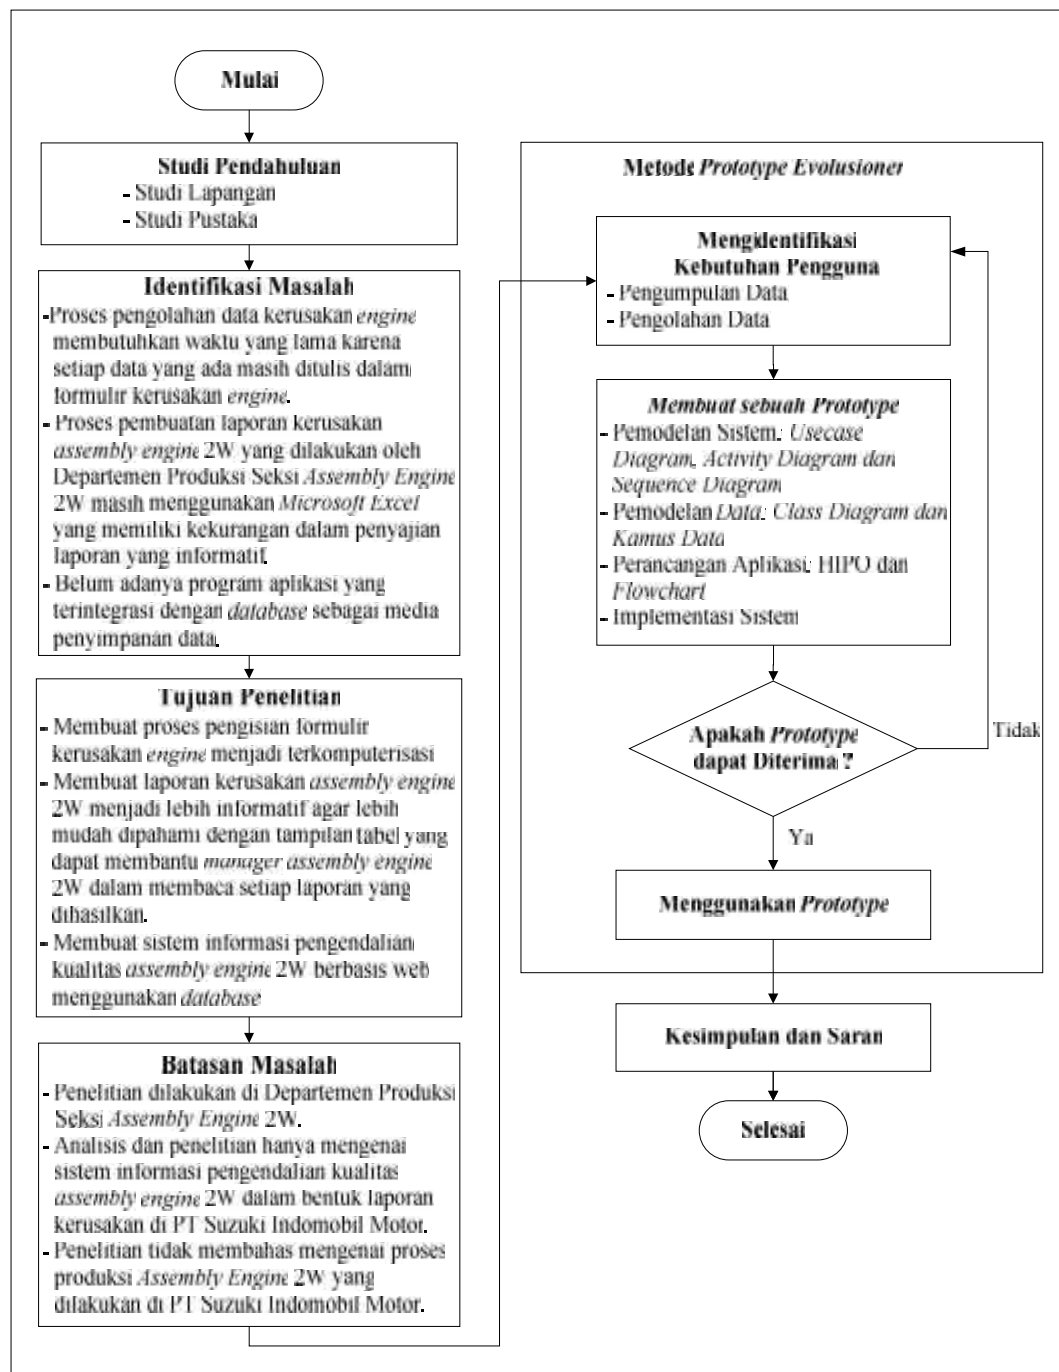 Mulai
Studi Pendahuluan
- Studi Lapangan
- Studi Pustaka
Identifikasi Masalah
-Proses pengolahan data kerusakan engine
membutuhkan waktu yang lama karena
setiap data yang ada masih ditulis dalam
formulir kerusakan engine.
- Proses pembuatan laporan kerusakan
assembly engine 2W yang dilakukan oleh
Departemen Produksi Seksi Assembly Engine
2W masih menggunakan Microsoft Excel
yang memiliki kekurangan dalam penyajian
laporan yang informatif.
- Belum adanya program aplikasi yang
terintegrasi dengan database sebagai media
penyimpanan data.
Tujuan Penelitian
- Membuat proses pengisian formulir
kerusakan engine menjadi terkomputerisasi
- Membuat laporan kerusakan assembly engine
2W menjadi lebih informatif agar lebih
mudah dipahami dengan tampilan tabel yang
dapat membantu manager assembly engine
2W dalam membaca setiap laporan yang
dihasilkan.
- Membuat sistem informasi pengendalian
kualitas assembly engine 2W berbasis web
menggunakan database
Batasan Masalah
- Penelitian dilakukan di Departemen Produksi
Seksi Assembly Engine 2W.
- Analisis dan penelitian hanya mengenai
sistem informasi pengendalian kualitas
assembly engine 2W dalam bentuk laporan
kerusakan di PT Suzuki Indomobil Motor.
- Penelitian tidak membahas mengenai proses
produksi Assembly Engine 2W yang
dilakukan di PT Suzuki Indomobil Motor.
Metode Prototype Evolusioner
Mengidentifikasi
Kebutuhan Pengguna
- Pengumpulan Data
- Pengolahan Data
Membuat sebuah Prototype
- Pemodelan Sistem: Usecase
Diagram, Activity Diagram dan
Sequence Diagram
- Pemodelan Data: Class Diagram dan
Kamus Data
- Perancangan Aplikasi: HIPO dan
Flowchart
- Implementasi Sistem
Apakah Prototype
dapat Diterima ?
Tidak
Ya
Menggunakan Prototype
Kesimpulan dan Saran
Selesai